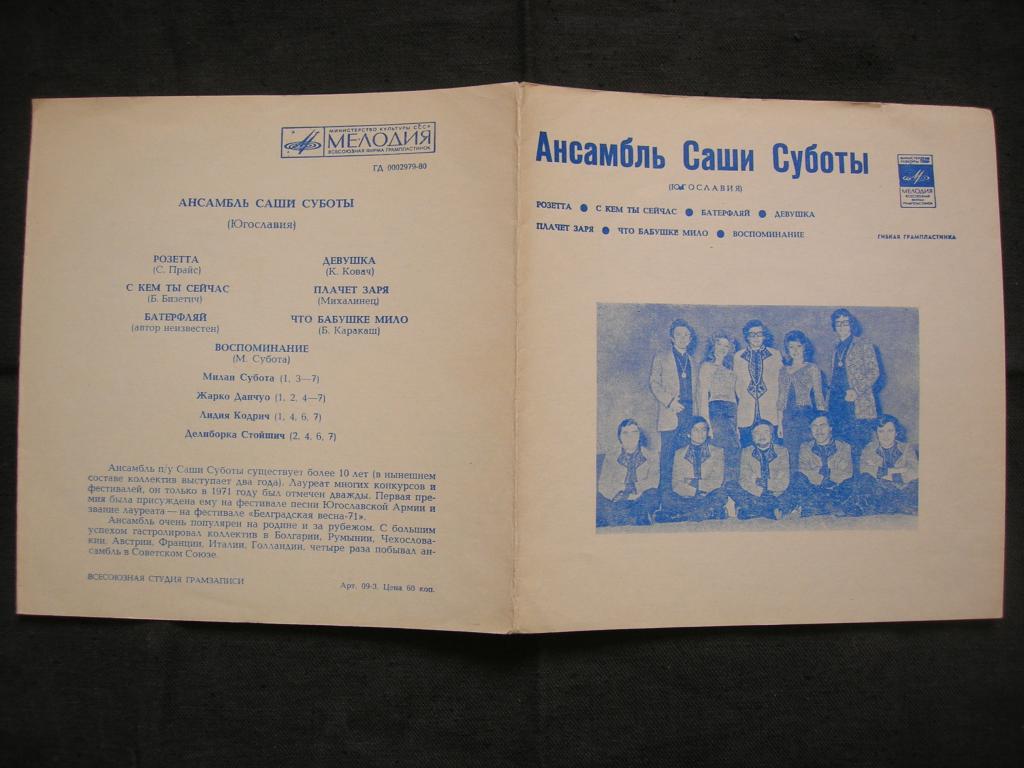 МИНИСТЕРСТВО КУЛЬТУРЫ СССР
МЕЛОДИЯ
ВСЕСОЮЗНАЯ ФИРМА ГРАМПЛАСТИНОК
ГД 0002979-80
АНСАМБЛЬ САШИ СУБОТЫ
(Югославия)
РОЗЕТТА
(С. Прайс)
С КЕМ ТЫ СЕЙЧАС
(Б. Бизетич)
БАТЕРФЛЯЙ
(автор неизвестен)
ДЕВУШКА
(К. Ковач)
ПЛАЧЕТ ЗАРЯ
(Михалинец)
ЧТО БАБУШКЕ МИЛО
(Б. Каракаш)
ВОСПОМИНАНИЕ
(М. Субота)
Милан Субота (1, 3—7)
Жарко Данчуо (1, 2, 4—7)
Лидия Кодрич (1, 4, 6, 7)
Делиборка Стойшич (2, 4, 6, 7)
Ансамбль п/у Саши Суботы существует более 10 лет (в нынешнем
составе коллектив выступает два года). Лауреат многих конкурсов и
фестивалей, он только в 1971 году был отмечен дважды. Первая пре-
мия была присуждена ему на фестивале песни Югославской Армии и
звание лауреата — на фестивале «Белградская весна-71».
Ансамбль очень популярен на родине и за рубежом. С большим
успехом гастролировал коллектив в Болгарии, Румынии, Чехослова-
кии, Австрии, Франции, Италии, Голландии, четыре раза побывал ан-
самбль в Советском Союзе.
ВСЕСОЮЗНАЯ СТУДИЯ ГРАМЗАПИСИ
Арт. 09-3. Цена 60 коп.
Ансамбль Саши Суботы
(ЮГОСЛАВИЯ)
РОЗЕТТА ● С КЕМ ТЫ СЕЙЧАС ● БАТЕРФЛЯЙ ● ДЕВУШКА
ПЛАЧЕТ ЗАРЯ ● ЧТО БАБУШКЕ МИЛО ● ВОСПОМИНАНИЕ
МИНИСТЕРСТВО
КУЛЬТУРЫ СССР
МЕЛОДИЯ
ВСЕСОЮЗНАЯ
ФИРМА
ГРАМПЛАСТИНОК
ГИБКАЯ ГРАМПЛАСТИНКА